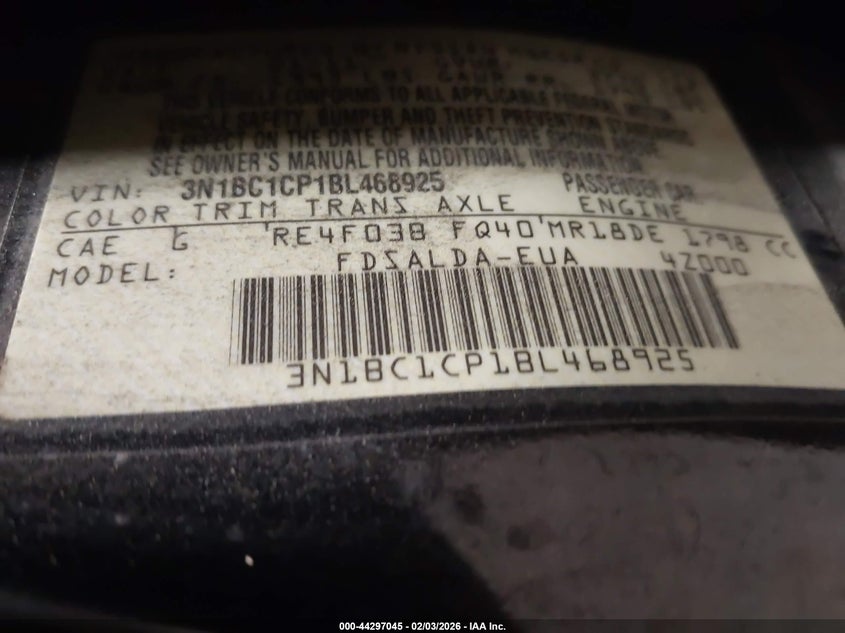 THIS VEHICLE CONFORMS TO ALL APPLICABLE FEDERAL MOTOR
VEHICLE SAFETY, BUMPER AND THEFT PREVENTION STANDARDS
IN EFFECT ON THE DATE OF MANUFACTURE SHOWN ABOVE.
SEE OWNER'S MANUAL FOR ADDITIONAL INFORMATION.
VIN: 3N1BC1CP1BL468925 PASSENGER CAR
COLOR TRIM TRANS AXLE ENGINE
CAE G RE4F03B FQ40 MR18DE 1798 CC
MODEL: FDSALDA-EUA 4Z000
3N1BC1CP1BL468925
000-44297045 - 02/03/2026 - IAA Inc.